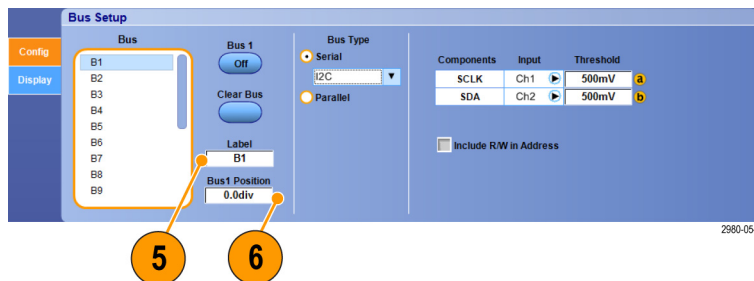 Bus Setup
Config
Display
Bus
B1
B2
B3
B4
B5
B6
B7
B8
B9
Bus 1
Off
Clear Bus
Label
B1
Bus1 Position
0.0div
Bus Type
Serial
I2C
Parallel
Components Input Threshold
SCLK Ch1 500mV a
SDA Ch2 500mV b
Include R/W in Address
5
6
2980-05